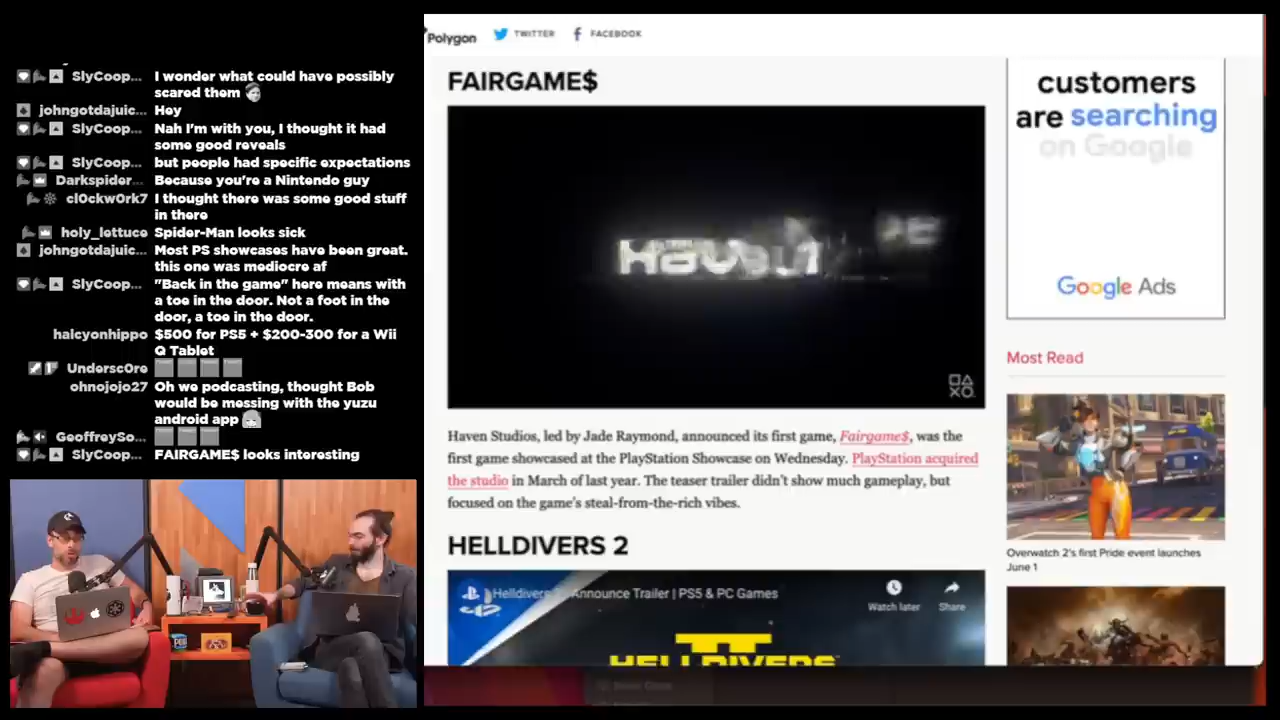 SlyCoop... I wonder what could have possibly
scared them
johngotdajuic... Hey
SlyCoop... Nah I'm with you, I thought it had
some good reveals
SlyCoop... but people had specific expectations
Darkspider... Because you're a Nintendo guy
cl0ckw0rk7 I thought there was some good stuff
in there
holy_lettuce Spider-Man looks sick
johngotdajuic... Most PS showcases have been great.
this one was mediocre af
SlyCoop... "Back in the game" here means with
a toe in the door. Not a foot in the
door, a toe in the door.
halcyonhippo $500 for PS5 + $200-300 for a Wii
Q Tablet
Undersc0re
ohnojojo27 Oh we podcasting, thought Bob
would be messing with the yuzu
android app
GeoffreySo...
SlyCoop... FAIRGAME$ looks interesting
Polygon TWITTER FACEBOOK
FAIRGAME$
Haven Studios, led by Jade Raymond, announced its first game, Fairgame$, was the
first game showcased at the PlayStation Showcase on Wednesday. PlayStation acquired
the studio in March of last year. The teaser trailer didn't show much gameplay, but
focused on the game's steal-from-the-rich vibes.
HELLDIVERS 2
Helldivers Announce Trailer | PS5 & PC Games
Watch later
Share
HELLDIVERS
customers
are searching
on Google
Google Ads
Most Read
Overwatch 2's first Pride event launches
June 1